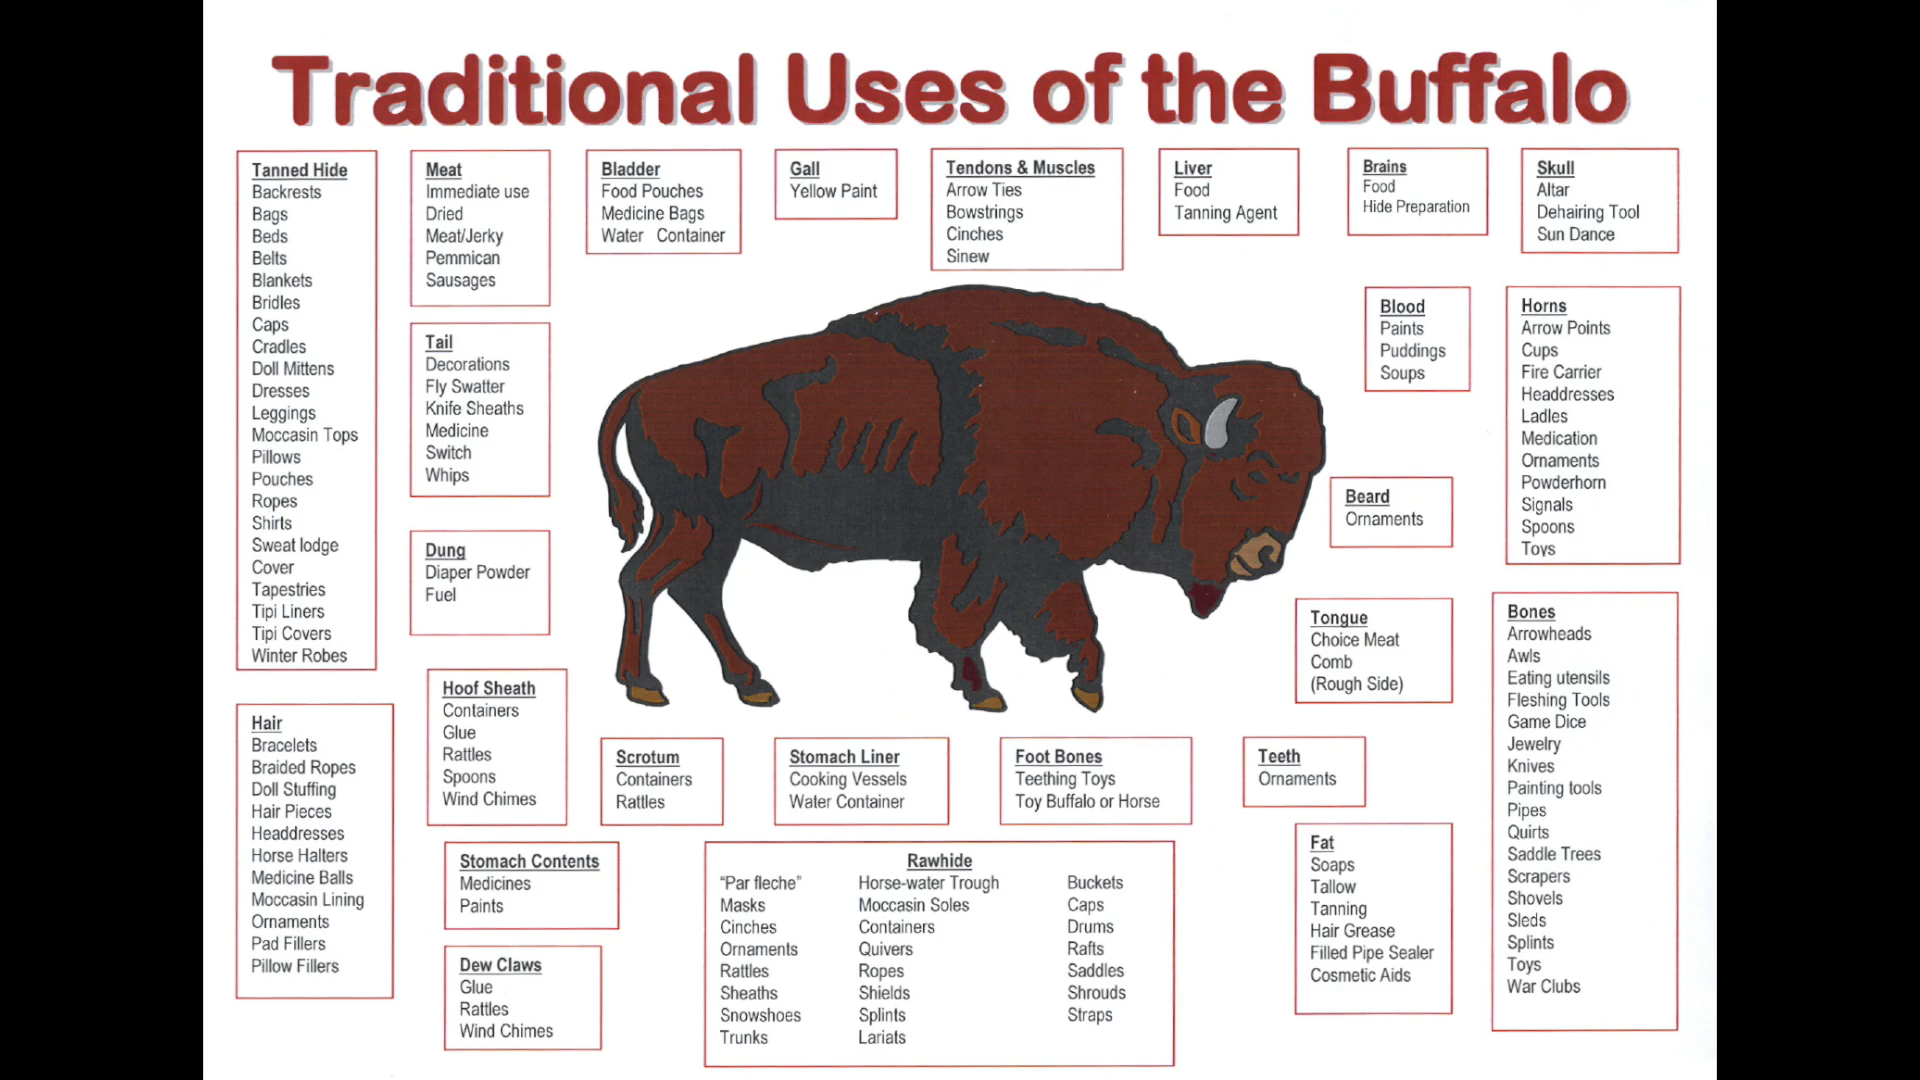 Traditional Uses of the Buffalo
Tanned Hide
Backrests
Bags
Beds
Belts
Blankets
Bridles
Caps
Cradles
Doll Mittens
Dresses
Leggings
Moccasin Tops
Pillows
Pouches
Ropes
Shirts
Sweat lodge
Cover
Tapestries
Tipi Liners
Tipi Covers
Winter Robes
Meat
Immediate use
Dried
Meat/Jerky
Pemmican
Sausages
Bladder
Food Pouches
Medicine Bags
Water Container
Gall
Yellow Paint
Tendons & Muscles
Arrow Ties
Bowstrings
Cinches
Sinew
Liver
Food
Tanning Agent
Brains
Food
Hide Preparation
Skull
Altar
Dehairing Tool
Sun Dance
Tail
Decorations
Fly Swatter
Knife Sheaths
Medicine
Switch
Whips
Blood
Paints
Puddings
Soups
Horns
Arrow Points
Cups
Fire Carrier
Headdresses
Ladles
Medication
Ornaments
Powderhorn
Signals
Spoons
Toys
Beard
Ornaments
Dung
Diaper Powder
Fuel
Tongue
Choice Meat
Comb
(Rough Side)
Bones
Arrowheads
Awls
Eating utensils
Fleshing Tools
Game Dice
Jewelry
Knives
Painting tools
Pipes
Quirts
Saddle Trees
Scrapers
Shovels
Sleds
Splints
Toys
War Clubs
Hair
Bracelets
Braided Ropes
Doll Stuffing
Hair Pieces
Headdresses
Horse Halters
Medicine Balls
Moccasin Lining
Ornaments
Pad Fillers
Pillow Fillers
Hoof Sheath
Containers
Glue
Rattles
Spoons
Wind Chimes
Scrotum
Containers
Rattles
Stomach Liner
Cooking Vessels
Water Container
Foot Bones
Teething Toys
Toy Buffalo or Horse
Teeth
Ornaments
Fat
Soaps
Tallow
Tanning
Hair Grease
Filled Pipe Sealer
Cosmetic Aids
Stomach Contents
Medicines
Paints
Dew Claws
Glue
Rattles
Wind Chimes
Rawhide
"Par fleche" Horse-water Trough Buckets
Masks Moccasin Soles Caps
Cinches Containers Drums
Ornaments Quivers Rafts
Rattles Ropes Saddles
Sheaths Shields Shrouds
Snowshoes Splints Straps
Trunks Lariats